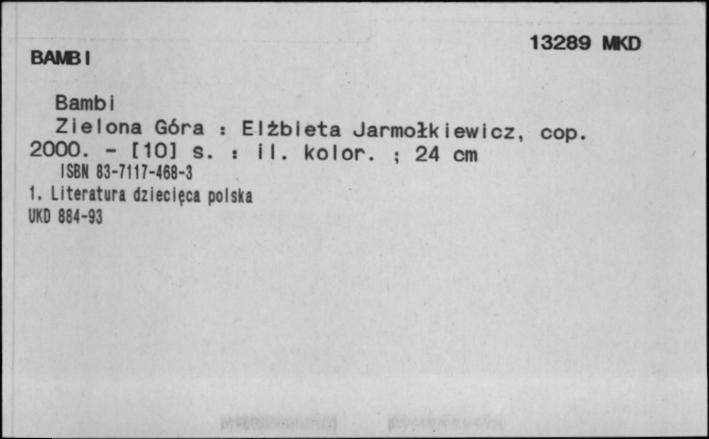 13289 MKD
BAMBI
Bambi
Zielona Góra : Elżbieta Jarmołkiewicz, cop.
2000. - [10] s. : il. kolor. ; 24 cm
ISBN 83-7117-468-3
1. Literatura dziecięca polska
UKD 884-93